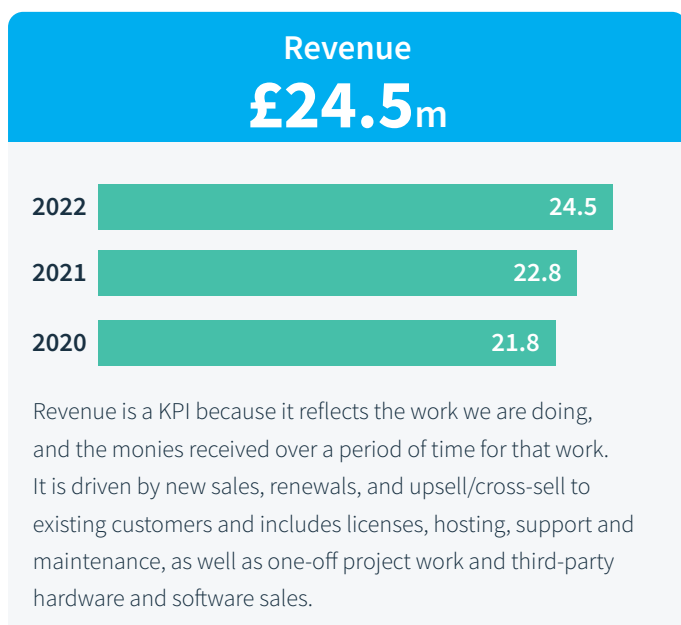 Revenue
£24.5m
2022 24.5
2021 22.8
2020 21.8
Revenue is a KPI because it reflects the work we are doing,
and the monies received over a period of time for that work.
It is driven by new sales, renewals, and upsell/cross-sell to
existing customers and includes licenses, hosting, support and
maintenance, as well as one-off project work and third-party
hardware and software sales.